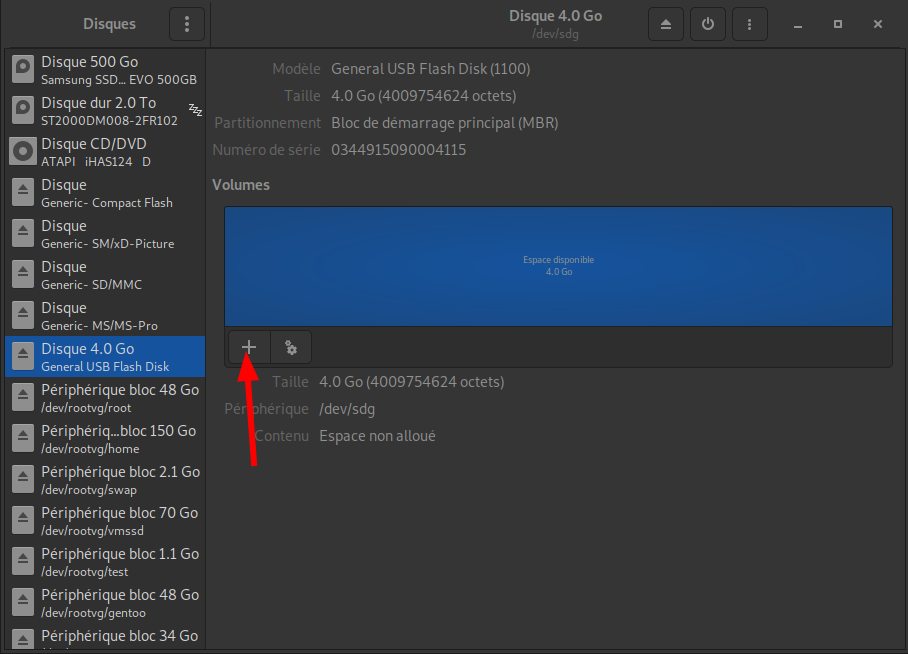 Disques
Disque 4.0 Go
/dev/sdg
Disque 500 Go
Samsung SSD... EVO 500GB
Disque dur 2.0 To
ST2000DM008-2FR102
Disque CD/DVD
ATAPI iHAS124 D
Disque
Generic- Compact Flash
Disque
Generic- SM/xD-Picture
Disque
Generic- SD/MMC
Disque
Generic- MS/MS-Pro
Disque 4.0 Go
General USB Flash Disk
Périphérique bloc 48 Go
/dev/rootvg/root
Périphériq...bloc 150 Go
/dev/rootvg/home
Périphérique bloc 2.1 Go
/dev/rootvg/swap
Périphérique bloc 70 Go
/dev/rootvg/vmssd
Périphérique bloc 1.1 Go
/dev/rootvg/test
Périphérique bloc 48 Go
/dev/rootvg/gentoo
Périphérique bloc 34 Go
Modèle General USB Flash Disk (1100)
Taille 4.0 Go (4009754624 octets)
Partitionnement Bloc de démarrage principal (MBR)
Numéro de série 0344915090004115
Volumes
Espace disponible
4.0 Go
Taille 4.0 Go (4009754624 octets)
Périphérique /dev/sdg
Contenu Espace non alloué